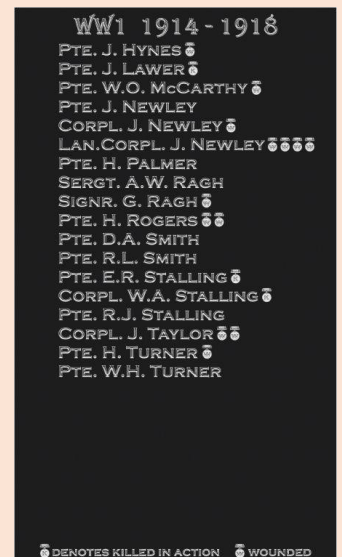 WW1 1914-1918
PTE. J. HYNES
PTE. J. LAWER
PTE. W.O. MCCARTHY
PTE. J. NEWLEY
CORPL. J. NEWLEY
LAN.CORPL. J. NEWLEY
PTE. H. PALMER
SERGT. A.W. RAGH
SIGNR. G. RAGH
PTE. H. ROGERS
PTE. D.A. SMITH
PTE. R.L. SMITH
PTE. E.R. STALLING
CORPL. W.A. STALLING
PTE. R.J. STALLING
CORPL. J. TAYLOR
PTE. H. TURNER
PTE. W.H. TURNER
DENOTES KILLED IN ACTION WOUNDED